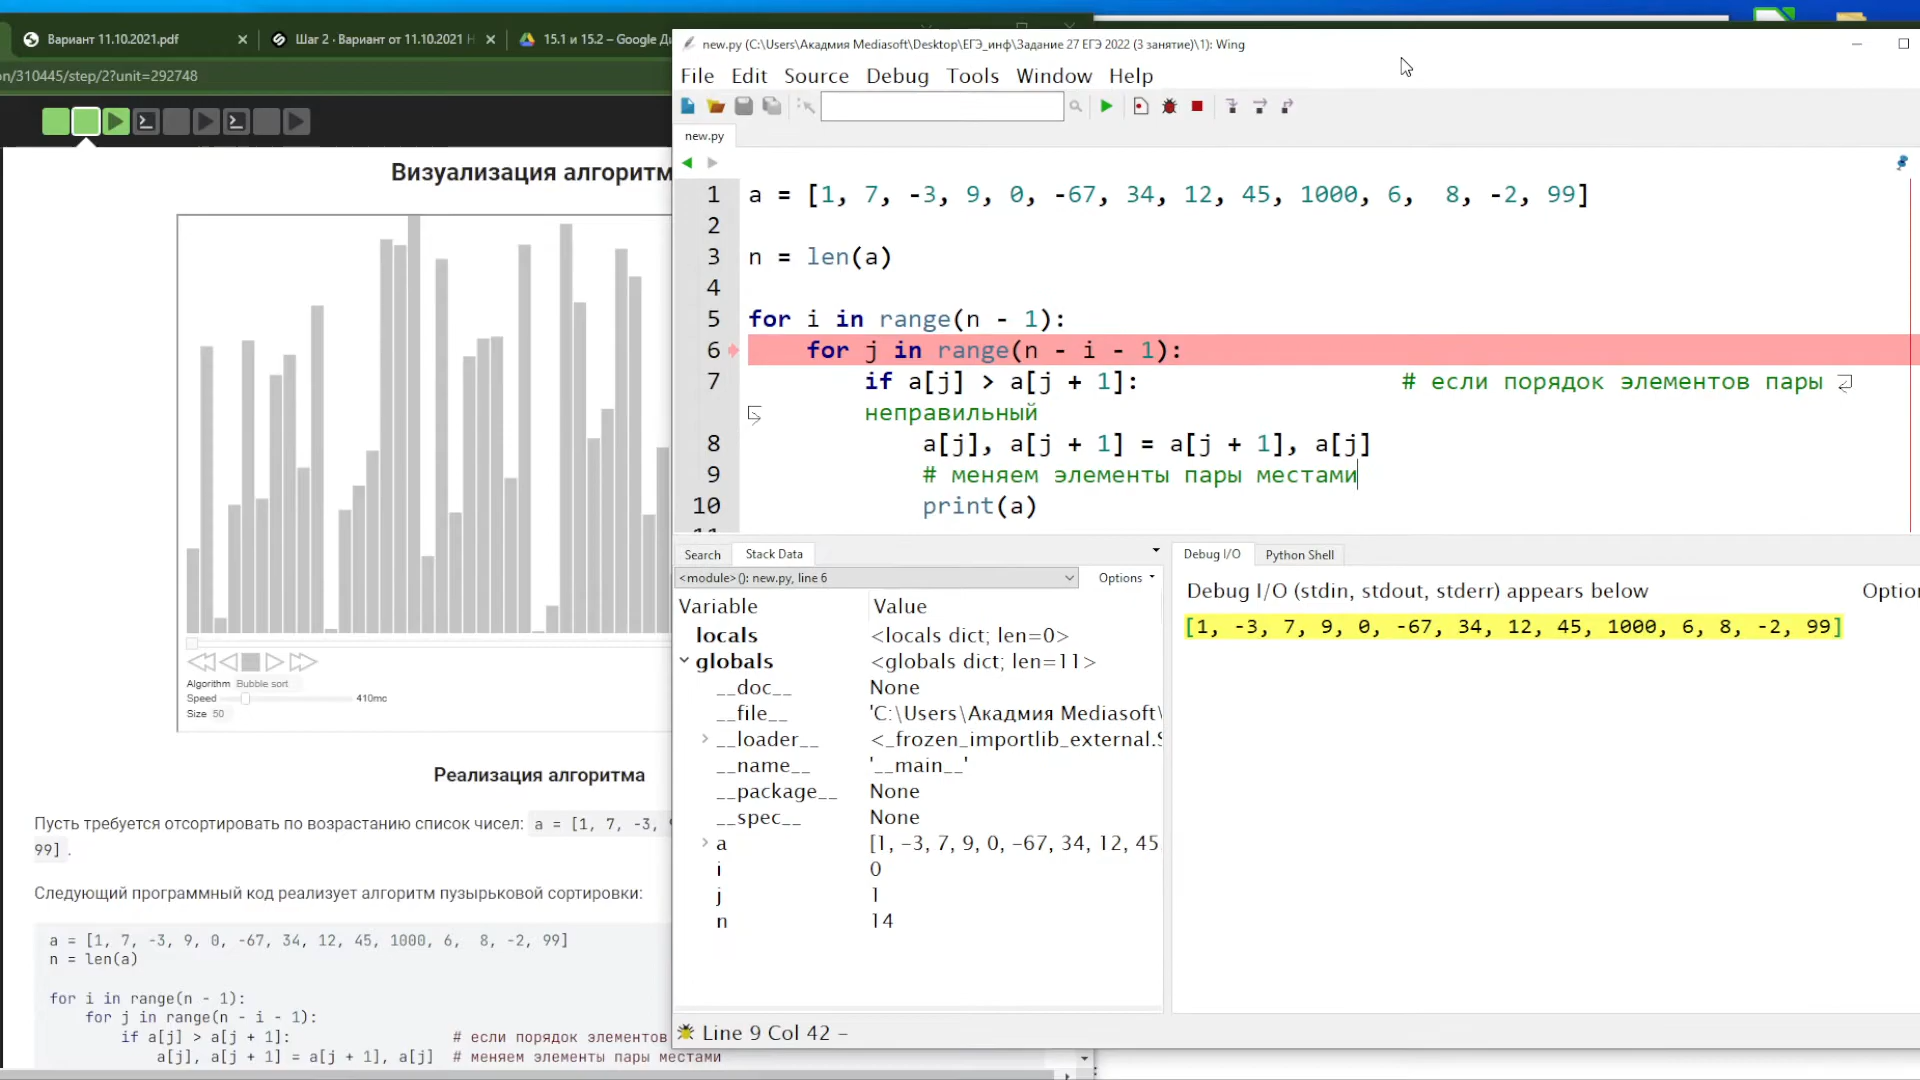 Вариант 11.10.2021.pdf
Шаг 2 · Вариант от 11.10.2021
15.1 и 15.2 – Google
on/310445/step/2?unit=292748
Визуализация алгоритм
Algorithm Bubble sort
Speed 410mc
Size 50
Реализация алгоритма
Пусть требуется отсортировать по возрастанию список чисел: a = [1, 7, -3,
99] .
Следующий программный код реализует алгоритм пузырьковой сортировки:
a = [1, 7, -3, 9, 0, -67, 34, 12, 45, 1000, 6,  8, -2, 99]
n = len(a)
for i in range(n - 1):
for j in range(n - i - 1):
if a[j] > a[j + 1]: # если порядок элементов
a[j], a[j + 1] = a[j + 1], a[j] # меняем элементы пары местами
new.py (C:\Users\Акадмия Mediasoft\Desktop\ЕГЭ_инф\Задание 27 ЕГЭ 2022 (3 занятие)\1): Wing
File Edit Source Debug Tools Window Help
new.py
1 a = [1, 7, -3, 9, 0, -67, 34, 12, 45, 1000, 6,  8, -2, 99]
2
3 n = len(a)
4
5 for i in range(n - 1):
6 for j in range(n - i - 1):
7 if a[j] > a[j + 1]: # если порядок элементов пары
неправильный
8 a[j], a[j + 1] = a[j + 1], a[j]
9 # меняем элементы пары местами
10 print(a)
Search Stack Data
<module>(): new.py, line 6 Options
Variable Value
locals <locals dict; len=0>
globals <globals dict; len=11>
__doc__ None
__file__ 'C:\Users\Акадмия Mediasoft\
__loader__ <_frozen_importlib_external.S
__name__ '__main__'
__package__ None
__spec__ None
a [1, -3, 7, 9, 0, -67, 34, 12, 45
i 0
j 1
n 14
Debug I/O Python Shell
Debug I/O (stdin, stdout, stderr) appears below Option
[1, -3, 7, 9, 0, -67, 34, 12, 45, 1000, 6, 8, -2, 99]
Line 9 Col 42 –